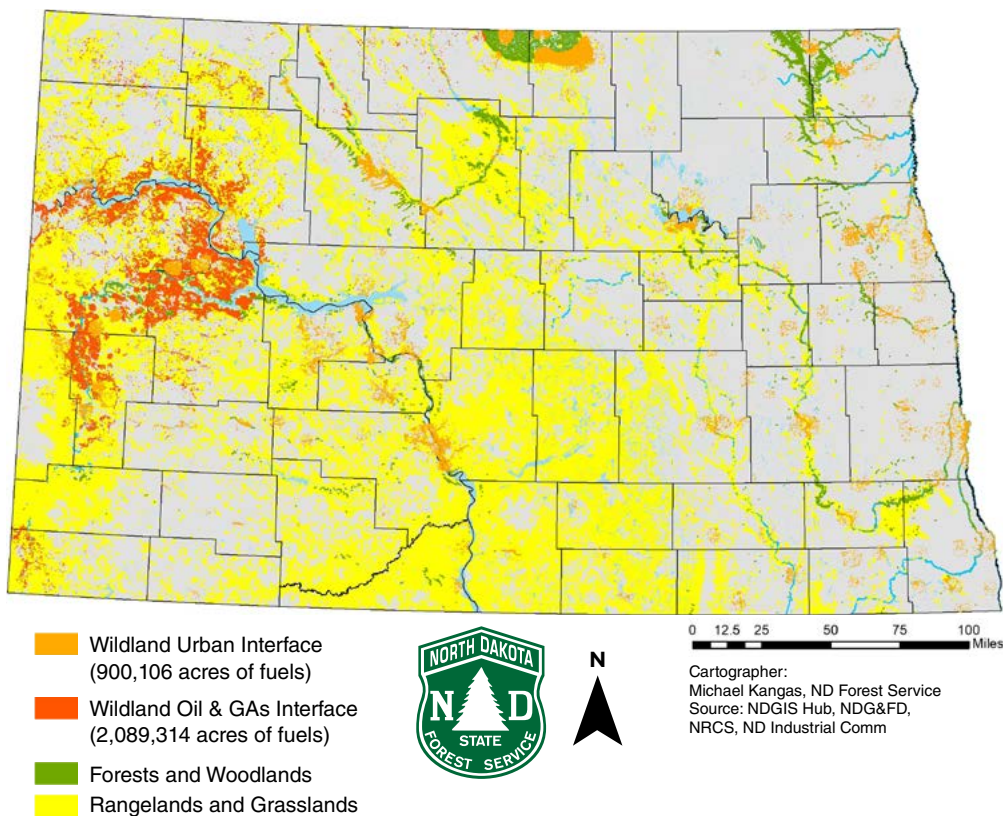 Wildland Urban Interface
(900,106 acres of fuels)
Wildland Oil & GAs Interface
(2,089,314 acres of fuels)
Forests and Woodlands
Rangelands and Grasslands
NORTH DAKOTA
N D
STATE
FOREST SERVICE
N
0 12.5 25 50 75 100
Miles
Cartographer:
Michael Kangas, ND Forest Service
Source: NDGIS Hub, NDG&FD,
NRCS, ND Industrial Comm